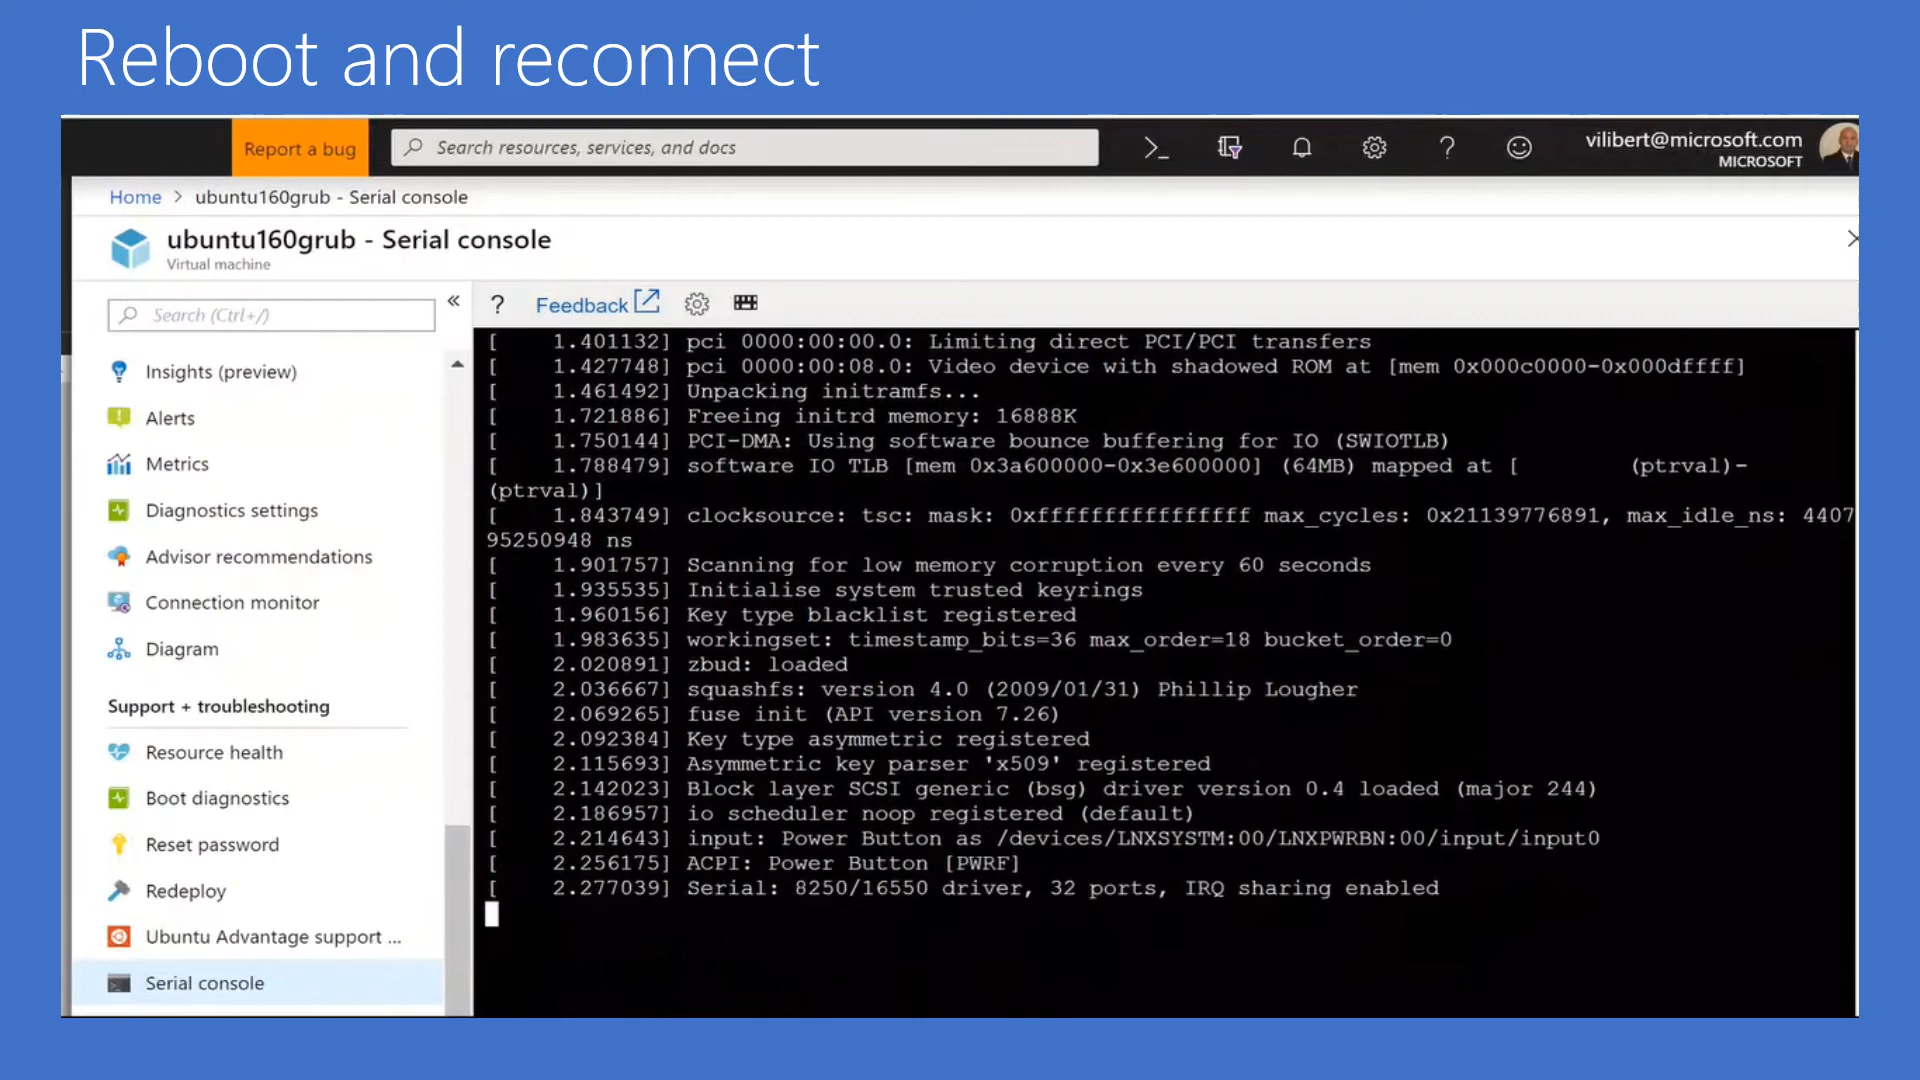 Reboot and reconnect
Report a bug
Search resources, services, and docs
vilibert@microsoft.com
MICROSOFT
Home > ubuntu160grub - Serial console
ubuntu160grub - Serial console
Virtual machine
Search (Ctrl+/)
«
Insights (preview)
Alerts
Metrics
Diagnostics settings
Advisor recommendations
Connection monitor
Diagram
Support + troubleshooting
Resource health
Boot diagnostics
Reset password
Redeploy
Ubuntu Advantage support ...
Serial console
? Feedback
[ 1.401132] pci 0000:00:00.0: Limiting direct PCI/PCI transfers
[ 1.427748] pci 0000:00:08.0: Video device with shadowed ROM at [mem 0x000c0000-0x000dffff]
[ 1.461492] Unpacking initramfs...
[ 1.721886] Freeing initrd memory: 16888K
[ 1.750144] PCI-DMA: Using software bounce buffering for IO (SWIOTLB)
[ 1.788479] software IO TLB [mem 0x3a600000-0x3e600000] (64MB) mapped at [ (ptrval)-
(ptrval)]
[ 1.843749] clocksource: tsc: mask: 0xffffffffffffffff max_cycles: 0x21139776891, max_idle_ns: 4407
95250948 ns
[ 1.901757] Scanning for low memory corruption every 60 seconds
[ 1.935535] Initialise system trusted keyrings
[ 1.960156] Key type blacklist registered
[ 1.983635] workingset: timestamp_bits=36 max_order=18 bucket_order=0
[ 2.020891] zbud: loaded
[ 2.036667] squashfs: version 4.0 (2009/01/31) Phillip Lougher
[ 2.069265] fuse init (API version 7.26)
[ 2.092384] Key type asymmetric registered
[ 2.115693] Asymmetric key parser 'x509' registered
[ 2.142023] Block layer SCSI generic (bsg) driver version 0.4 loaded (major 244)
[ 2.186957] io scheduler noop registered (default)
[ 2.214643] input: Power Button as /devices/LNXSYSTM:00/LNXPWRBN:00/input/input0
[ 2.256175] ACPI: Power Button [PWRF]
[ 2.277039] Serial: 8250/16550 driver, 32 ports, IRQ sharing enabled